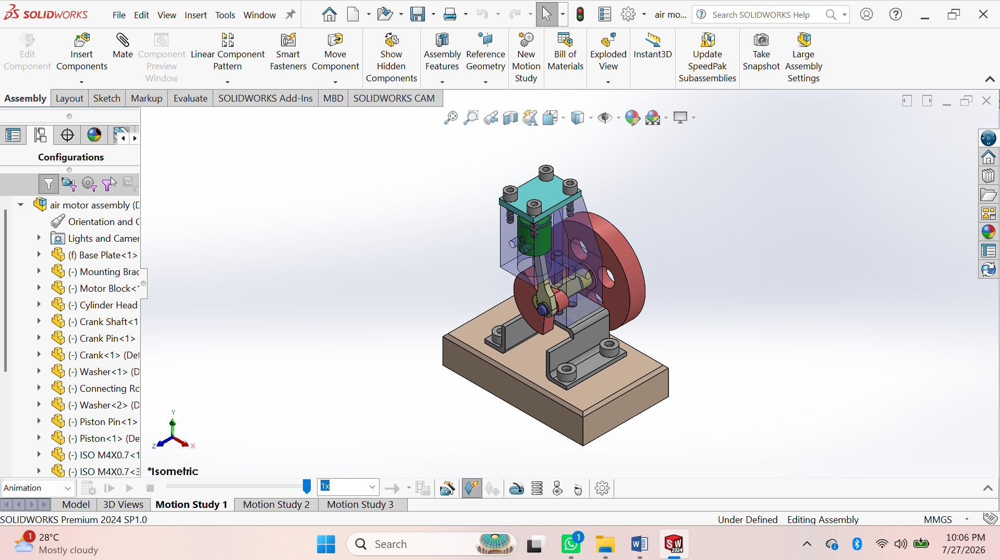 SOLIDWORKS
File Edit View Insert Tools Window
air mo...
Search SOLIDWORKS Help
Edit Component
Insert Components
Mate
Component Preview Window
Linear Component Pattern
Smart Fasteners
Move Component
Show Hidden Components
Assembly Features
Reference Geometry
New Motion Study
Bill of Materials
Exploded View
Instant3D
Update SpeedPak Subassemblies
Take Snapshot
Large Assembly Settings
Assembly Layout Sketch Markup Evaluate SOLIDWORKS Add-Ins MBD SOLIDWORKS CAM
Configurations
air motor assembly (D
Orientation and C
Lights and Camer
(f) Base Plate<1>
(-) Mounting Brac
(-) Motor Block<1
(-) Cylinder Head
(-) Crank Shaft<1
(-) Crank Pin<1>
(-) Crank<1> (Def
(-) Washer<1> (D
(-) Connecting Ro
(-) Washer<2> (D
(-) Piston Pin<1>
(-) Piston<1> (De
(-) ISO M4X0.7<1
(-) ISO M4X0.7<3
Y
Z
X
*Isometric
Animation
1x
Model 3D Views Motion Study 1 Motion Study 2 Motion Study 3
SOLIDWORKS Premium 2024 SP1.0
Under Defined Editing Assembly MMGS
1
28°C
Mostly cloudy
Search
1
W
SW
2024
10:06 PM
7/27/2026